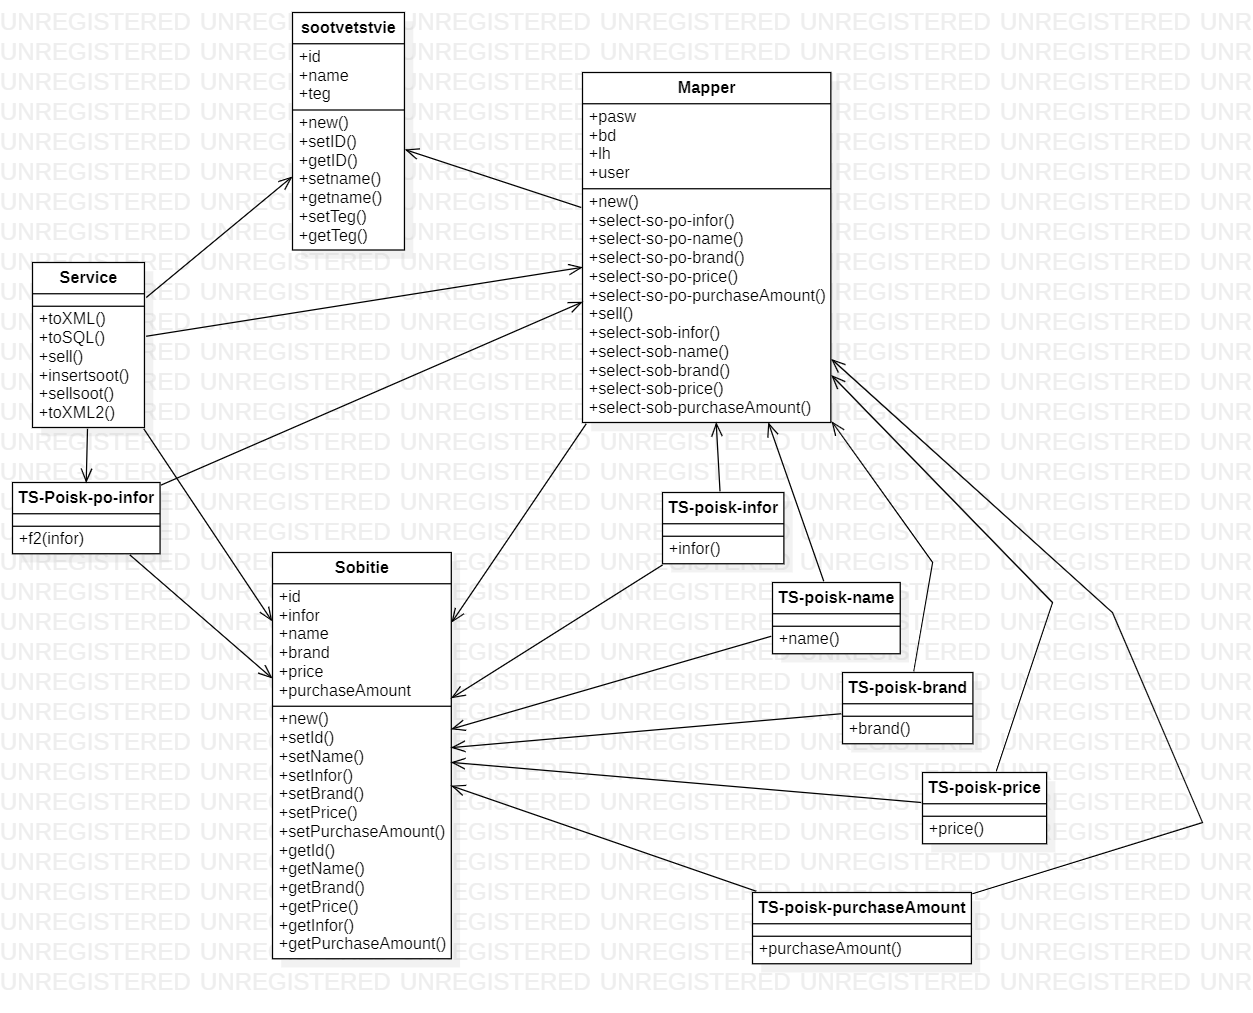 sootvetstvie
+id
+name
+teg
+new()
+setID()
+getID()
+setname()
+getname()
+setTeg()
+getTeg()
Mapper
+pasw
+bd
+lh
+user
+new()
+select-so-po-infor()
+select-so-po-name()
+select-so-po-brand()
+select-so-po-price()
+select-so-po-purchaseAmount()
+sell()
+select-sob-infor()
+select-sob-name()
+select-sob-brand()
+select-sob-price()
+select-sob-purchaseAmount()
Service
+toXML()
+toSQL()
+sell()
+insertsoot()
+sellsoot()
+toXML2()
TS-Poisk-po-infor
+f2(infor)
Sobitie
+id
+infor
+name
+brand
+price
+purchaseAmount
+new()
+setId()
+setName()
+setInfor()
+setBrand()
+setPrice()
+setPurchaseAmount()
+getId()
+getName()
+getBrand()
+getPrice()
+getInfor()
+getPurchaseAmount()
TS-poisk-infor
+infor()
TS-poisk-name
+name()
TS-poisk-brand
+brand()
TS-poisk-price
+price()
TS-poisk-purchaseAmount
+purchaseAmount()
UNREGISTERED